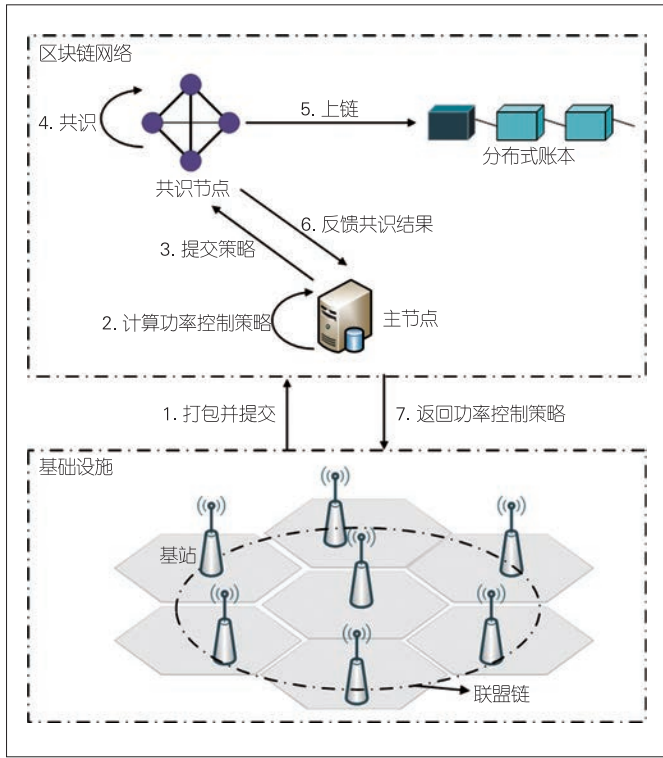 区块链网络
4. 共识
5. 上链
分布式账本
共识节点
6. 反馈共识结果
3. 提交策略
2. 计算功率控制策略
主节点
1. 打包并提交
7. 返回功率控制策略
基础设施
基站
联盟链